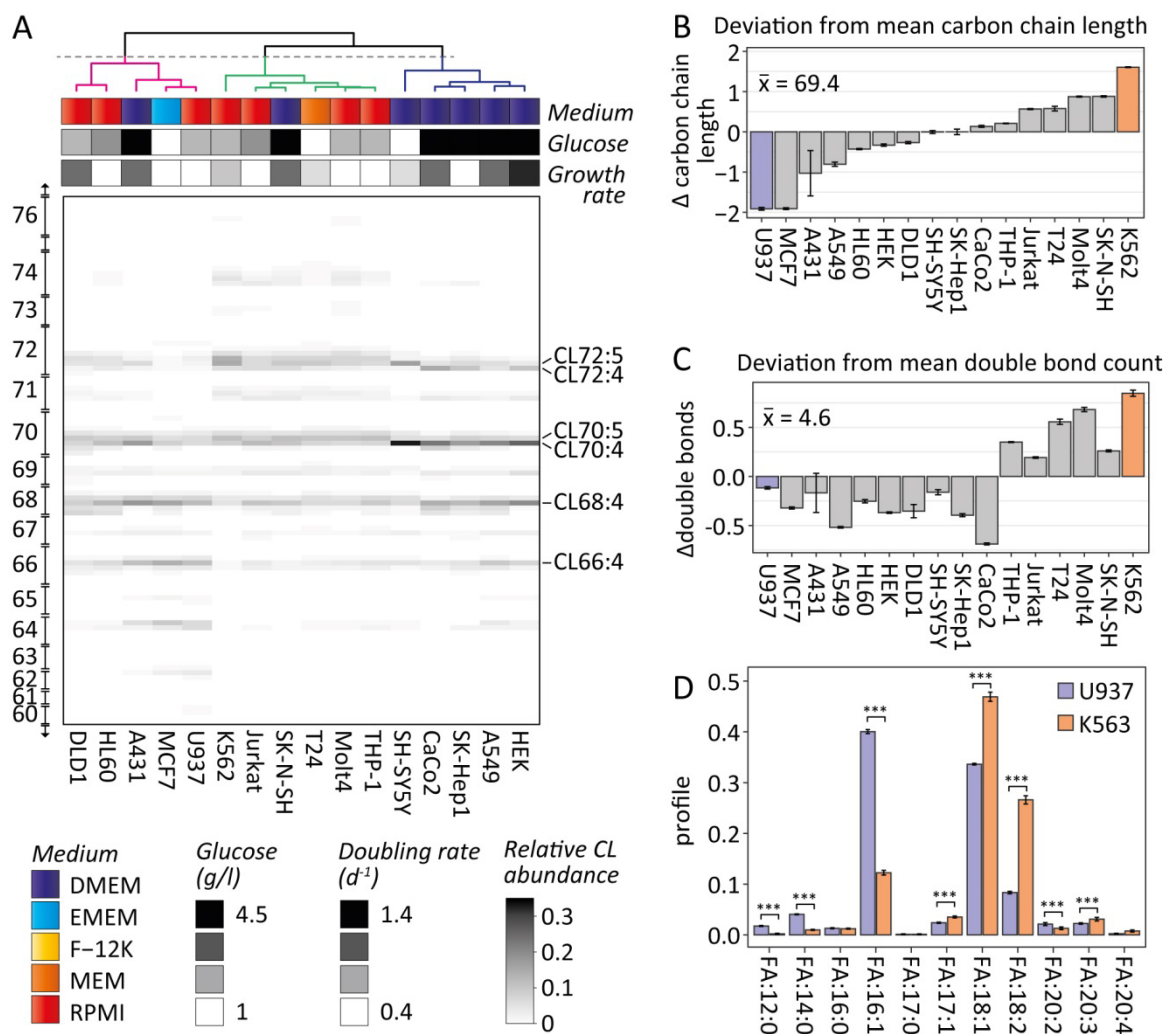 A
Medium
Glucose
Growth rate
76
74
73
72
71
70
69
68
67
66
65
64
63
62
61
60
CL72:5
CL72:4
CL70:5
CL70:4
CL68:4
CL66:4
DLD1
HL60
A431
MCF7
U937
K562
Jurkat
SK-N-SH
T24
Molt4
THP-1
SH-SY5Y
CaCo2
SK-Hep1
A549
HEK
Medium
DMEM
EMEM
F–12K
MEM
RPMI
Glucose
(g/l)
4.5
1
Doubling rate
(d⁻¹)
1.4
0.4
Relative CL
abundance
0.3
0.2
0.1
0
B
Deviation from mean carbon chain length
x̄ = 69.4
Δ carbon chain
length
2
1
0
−1
−2
U937
MCF7
A431
A549
HL60
HEK
DLD1
SH-SY5Y
SK-Hep1
CaCo2
THP-1
Jurkat
T24
Molt4
SK-N-SH
K562
C
Deviation from mean double bond count
x̄ = 4.6
Δdouble bonds
0.5
0.0
-0.5
U937
MCF7
A431
A549
HL60
HEK
DLD1
SH-SY5Y
SK-Hep1
CaCo2
THP-1
Jurkat
T24
Molt4
SK-N-SH
K562
D
profile
0.5
0.4
0.3
0.2
0.1
0.0
U937
K563
***
***
***
***
***
***
***
***
FA:12:0
FA:14:0
FA:16:0
FA:16:1
FA:17:0
FA:17:1
FA:18:1
FA:18:2
FA:20:2
FA:20:3
FA:20:4